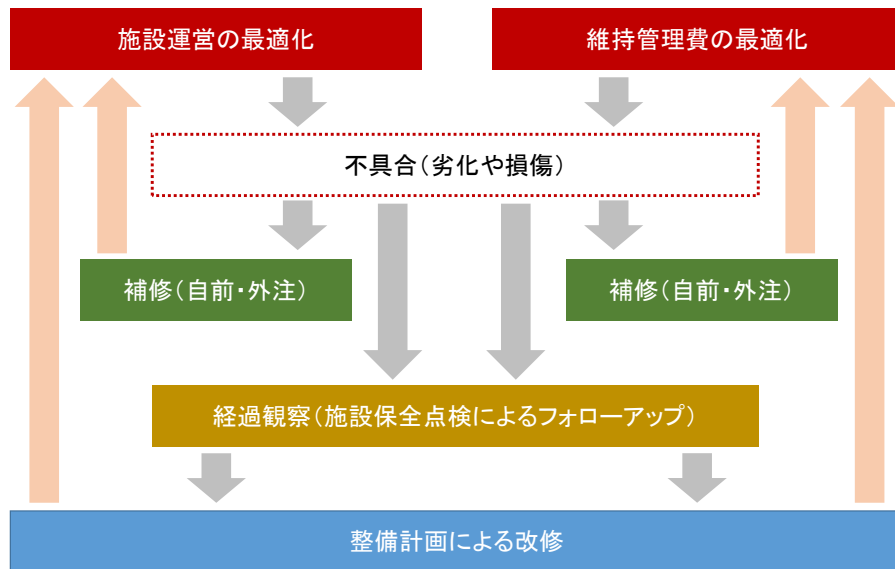 施設運営の最適化
維持管理費の最適化
不具合（劣化や損傷）
補修（自前・外注）
補修（自前・外注）
経過観察（施設保全点検によるフォローアップ）
整備計画による改修